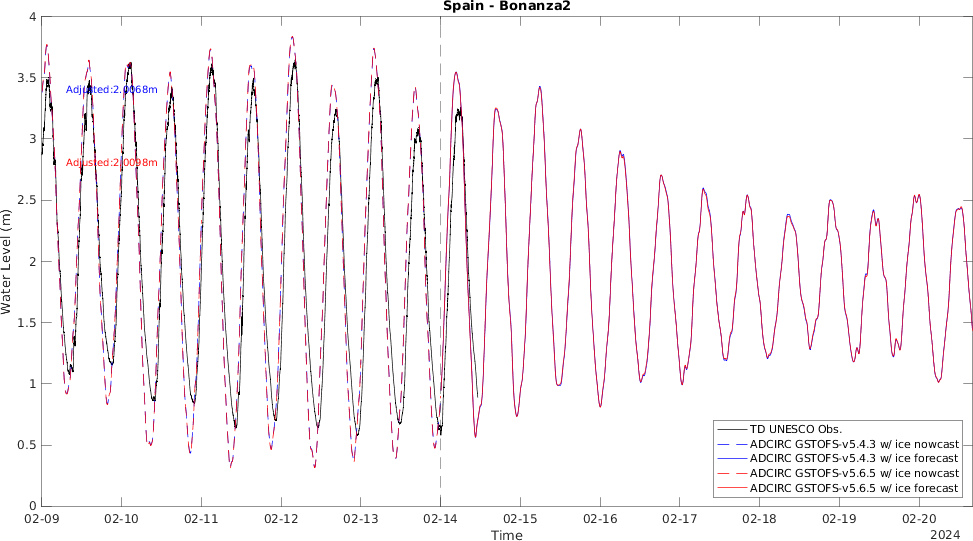 Spain - Bonanza2
4
3.5
3
2.5
2
1.5
1
0.5
0
Water Level (m)
Adjusted:2.0068m
Adjusted:2.0098m
TD UNESCO Obs.
ADCIRC GSTOFS-v5.4.3 w/ ice nowcast
ADCIRC GSTOFS-v5.4.3 w/ ice forecast
ADCIRC GSTOFS-v5.6.5 w/ ice nowcast
ADCIRC GSTOFS-v5.6.5 w/ ice forecast
02-09 02-10 02-11 02-12 02-13 02-14 02-15 02-16 02-17 02-18 02-19 02-20
Time
2024